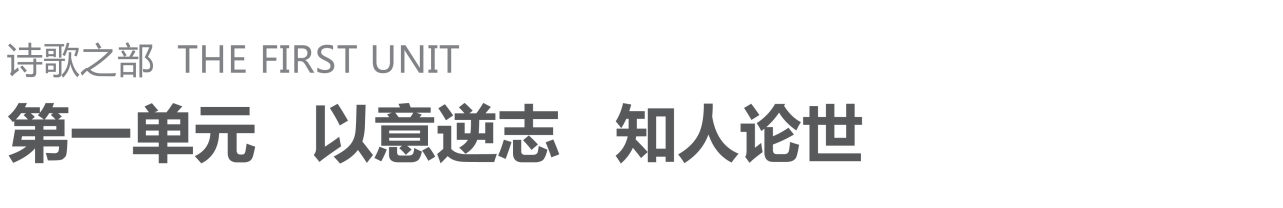 诗歌之部 THE FIRST UNIT
第一单元 以意逆志 知人论世